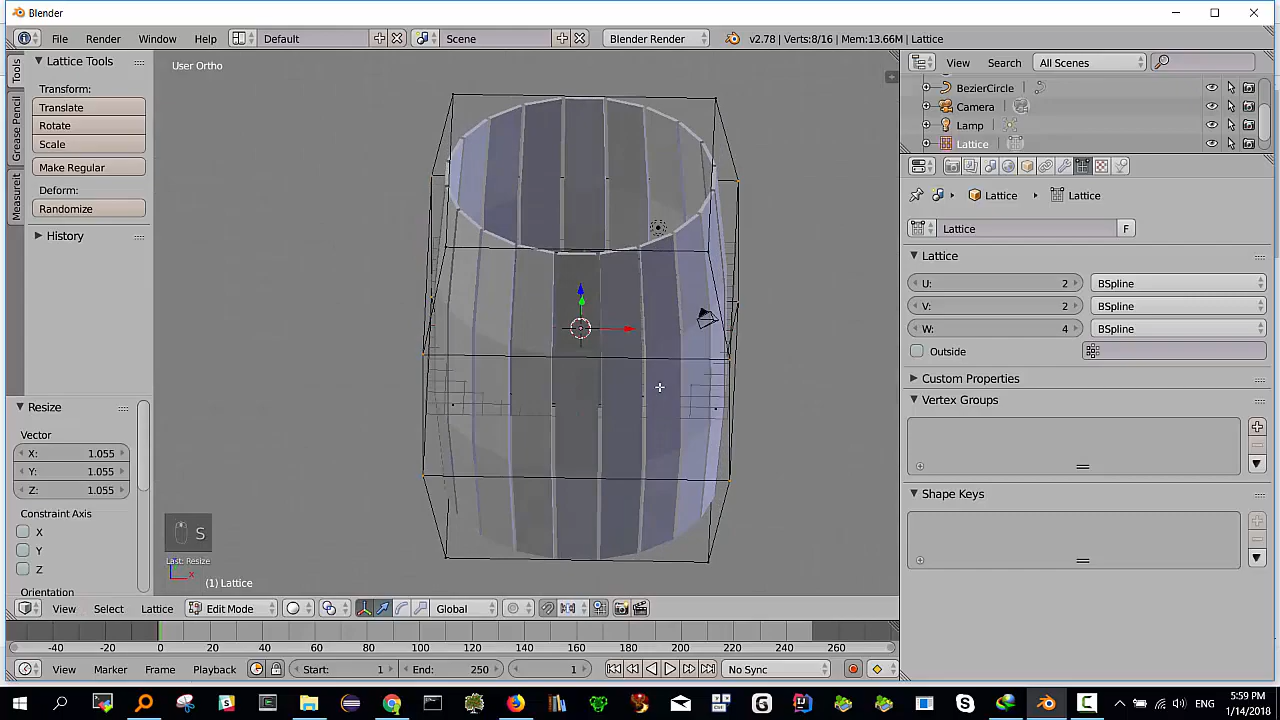 Blender
File Render Window Help Default Scene Blender Render v2.78 | Verts:8/16 | Mem:13.66M | Lattice
Tools
Grease Pencil
Measurement
Lattice Tools
Transform:
Translate
Rotate
Scale
Make Regular
Deform:
Randomize
History
Resize
Vector
X: 1.055
Y: 1.055
Z: 1.055
Constraint Axis
X
Y
Z
Orientation
User Ortho
S
Last: Resize
x
(1) Lattice
View Select Lattice Edit Mode Global
-40 -20 0 20 40 60 80 100 120 140 160 180 200 220 240 260
View Marker Frame Playback Start: 1 End: 250 1 No Sync
View Search All Scenes
BezierCircle
Camera
Lamp
Lattice
Lattice Lattice
Lattice F
Lattice
U: 2 BSpline
V: 2 BSpline
W: 4 BSpline
Outside
Custom Properties
Vertex Groups
Shape Keys
Ctrl
ENG
5:59 PM
1/14/2018